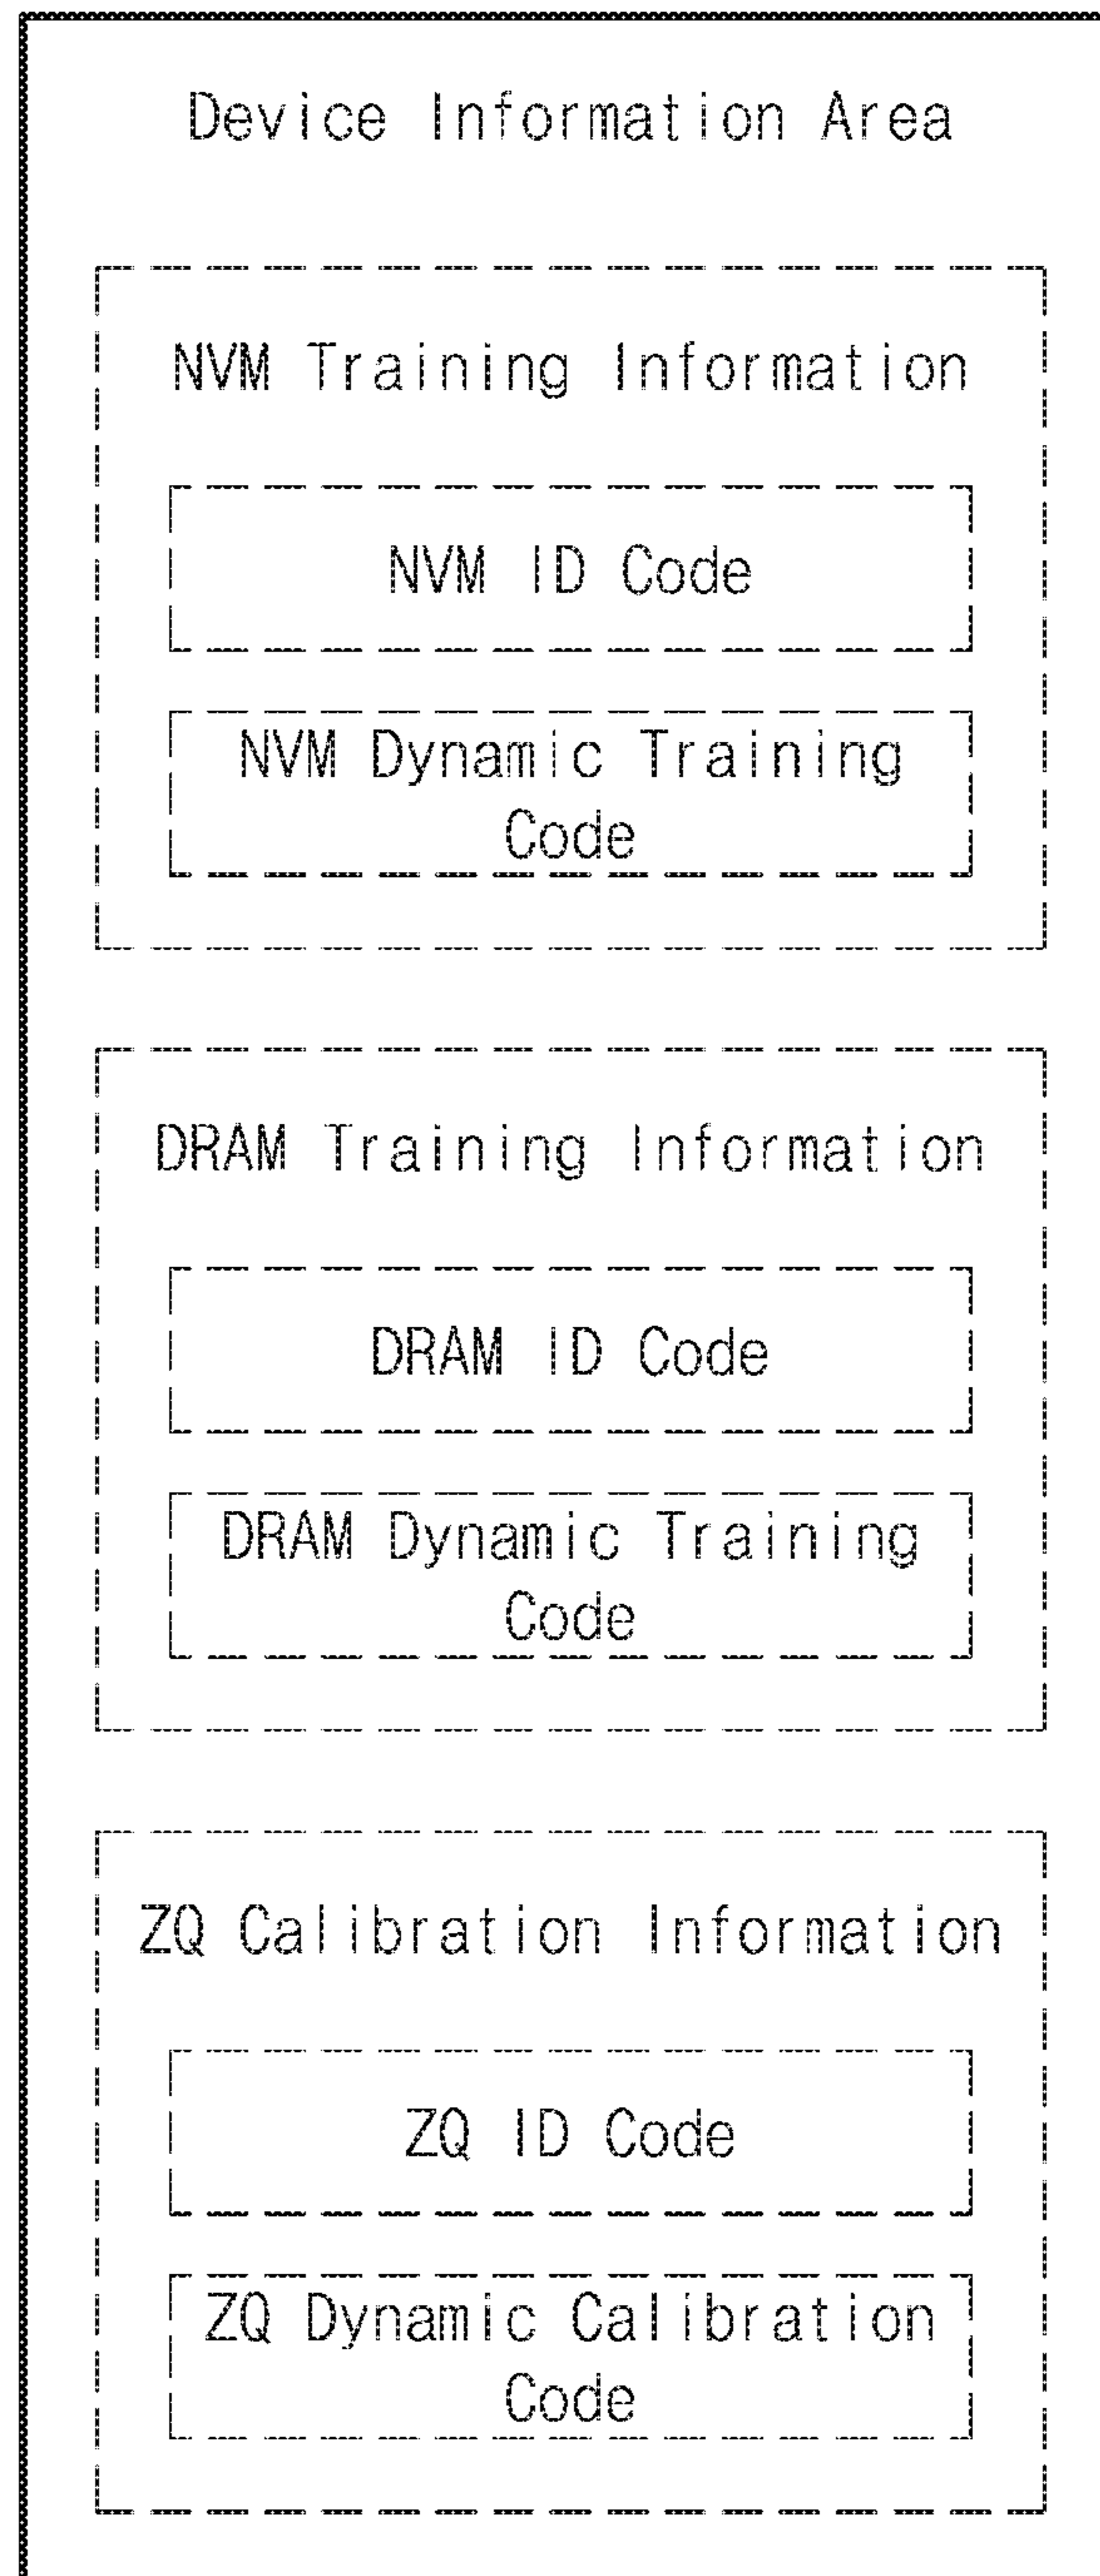 Device Information Area
NVM Training Information
NVM ID Code
NVM Dynamic Training
Code
DRAM Training Information
DRAM ID Code
DRAM Dynamic Training
Code
ZQ Calibration Information
ZQ ID Code
ZQ Dynamic Calibration
Code